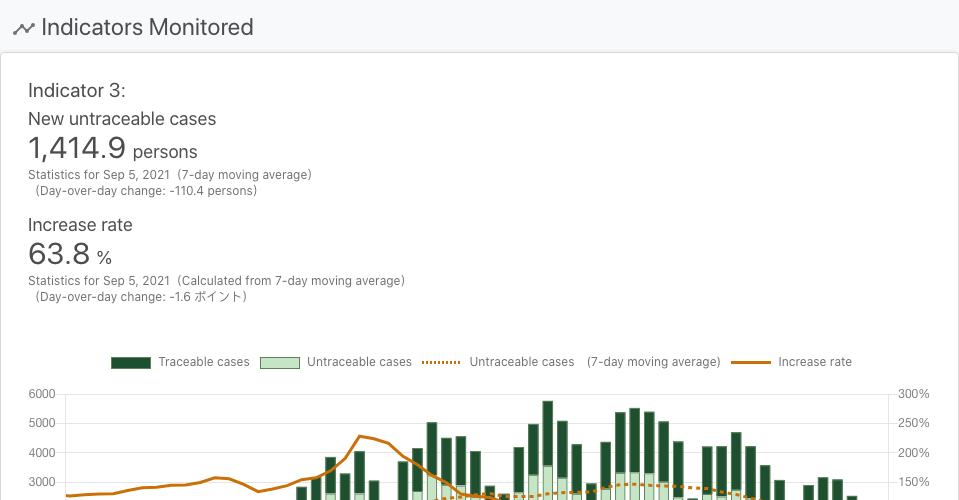 Indicators Monitored
Indicator 3:
New untraceable cases
1,414.9 persons
Statistics for Sep 5, 2021（7-day moving average）
（Day-over-day change: -110.4 persons）
Increase rate
63.8 %
Statistics for Sep 5, 2021（Calculated from 7-day moving average）
（Day-over-day change: -1.6 ポイント）
Traceable cases Untraceable cases Untraceable cases （7-day moving average） Increase rate
6000 300%
5000 250%
4000 200%
3000 150%